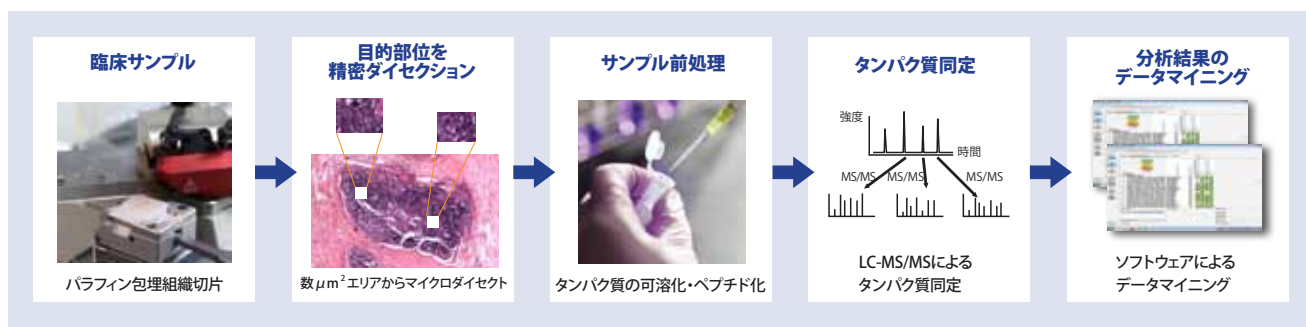 臨床サンプル
パラフィン包埋組織切片
目的部位を
精密ダイセクション
数μm²エリアからマイクロダイセクト
サンプル前処理
タンパク質の可溶化・ペプチド化
タンパク質同定
強度
時間
MS/MS MS/MS MS/MS
LC-MS/MSによる
タンパク質同定
分析結果の
データマイニング
ソフトウェアによる
データマイニング